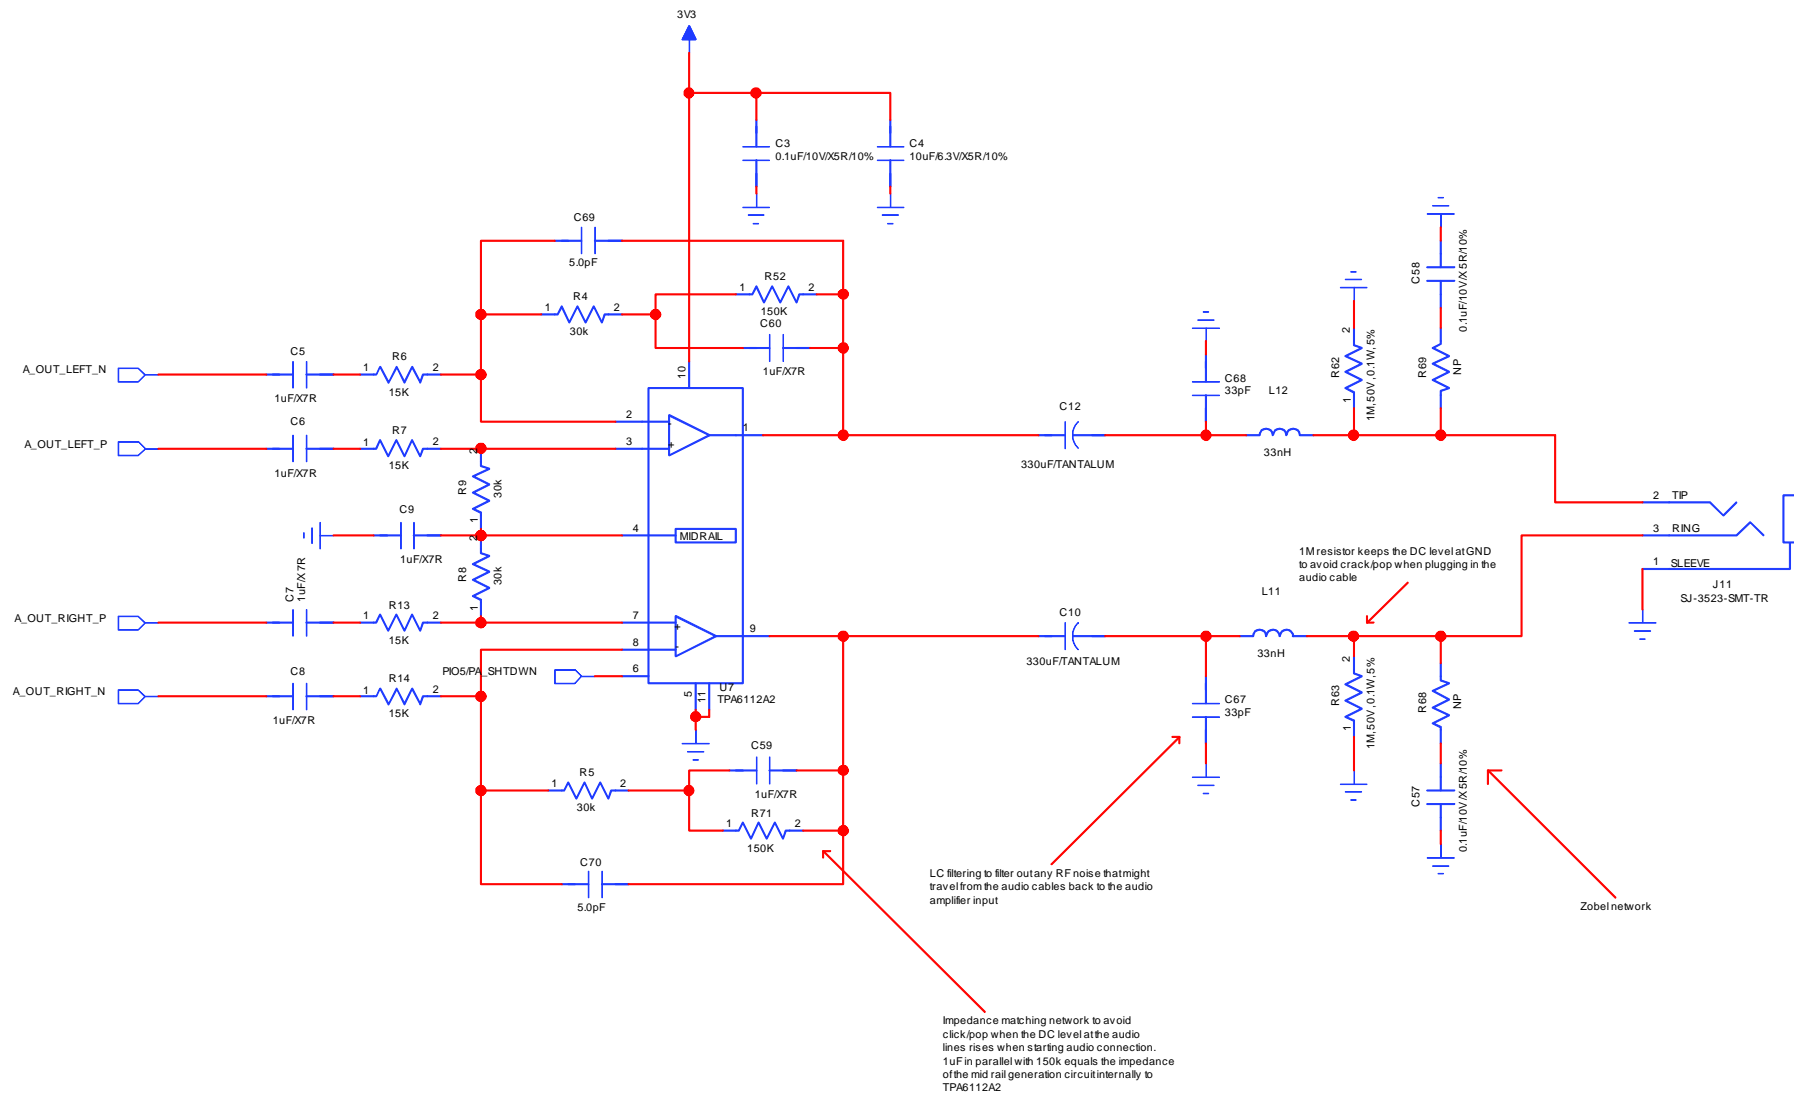 3V3
C3
0.1uF/10V/X5R/10%
C4
10uF/6.3V/X5R/10%
C69
5.0pF
R52
1 2
150K
R4
1 2
30k
C60
1uF/X7R
C58
0.1uF/10V/X5R/10%
R62
2
1
1M,50V,0.1W,5%
R69
NP
A_OUT_LEFT_N
C5
1uF/X7R
R6
1 2
15K
10
C68
33pF
L12
33nH
A_OUT_LEFT_P
C6
1uF/X7R
R7
1 2
15K
2
3
-
+
1
C12
330uF/TANTALUM
R9
2
1
30k
C9
1uF/X7R
4
MIDRAIL
2 TIP
3 RING
1 SLEEVE
J11
SJ-3523-SMT-TR
R8
2
1
30k
1M resistor keeps the DC level at GND
to avoid crack/pop when plugging in the
audio cable
A_OUT_RIGHT_P
C7
1uF/X7R
R13
1 2
15K
7
8
+
-
9
C10
330uF/TANTALUM
L11
33nH
A_OUT_RIGHT_N
C8
1uF/X7R
R14
1 2
15K
PIO5/PA_SHTDWN
6
5
11
U7
TPA6112A2
C67
33pF
R63
2
1
1M,50V,0.1W,5%
R68
NP
C57
0.1uF/10V/X5R/10%
C59
1uF/X7R
R5
1 2
30k
R71
1 2
150K
C70
5.0pF
LC filtering to filter out any RF noise that might
travel from the audio cables back to the audio
amplifier input
Zobel network
Impedance matching network to avoid
click/pop when the DC level at the audio
lines rises when starting audio connection.
1uF in parallel with 150k equals the impedance
of the mid rail generation circuit internally to
TPA6112A2